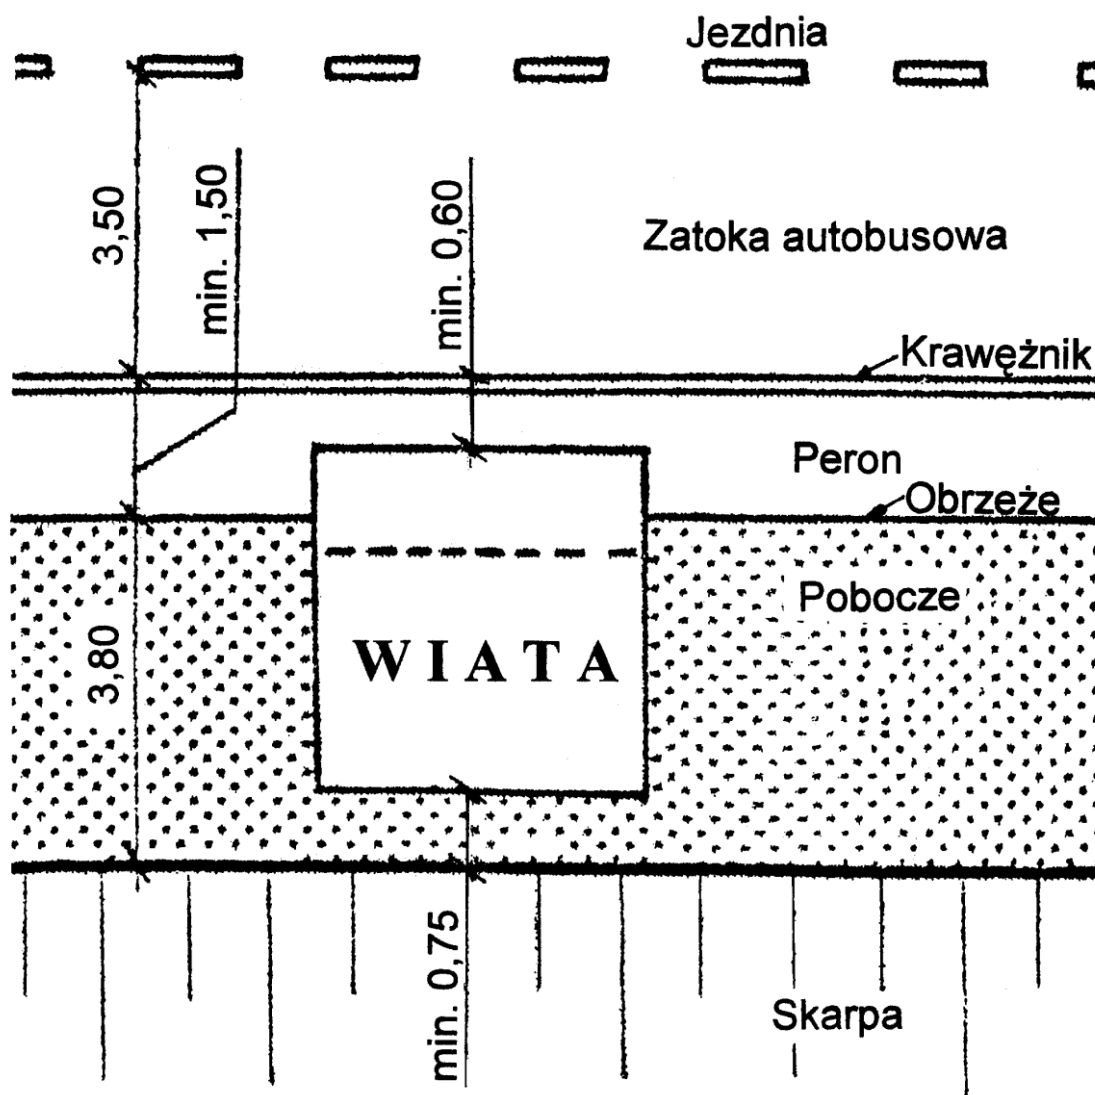 Jezdnia
3,50
min. 1,50
min. 0,60
Zatoka autobusowa
Krawężnik
Peron
Obrzeże
Pobocze
3,80
WIATA
min. 0,75
Skarpa